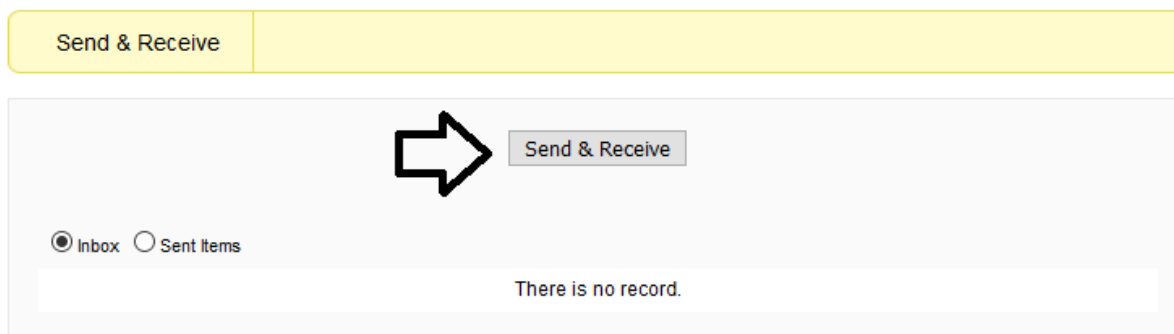 Send & Receive
Send & Receive
Inbox Sent Items
There is no record.